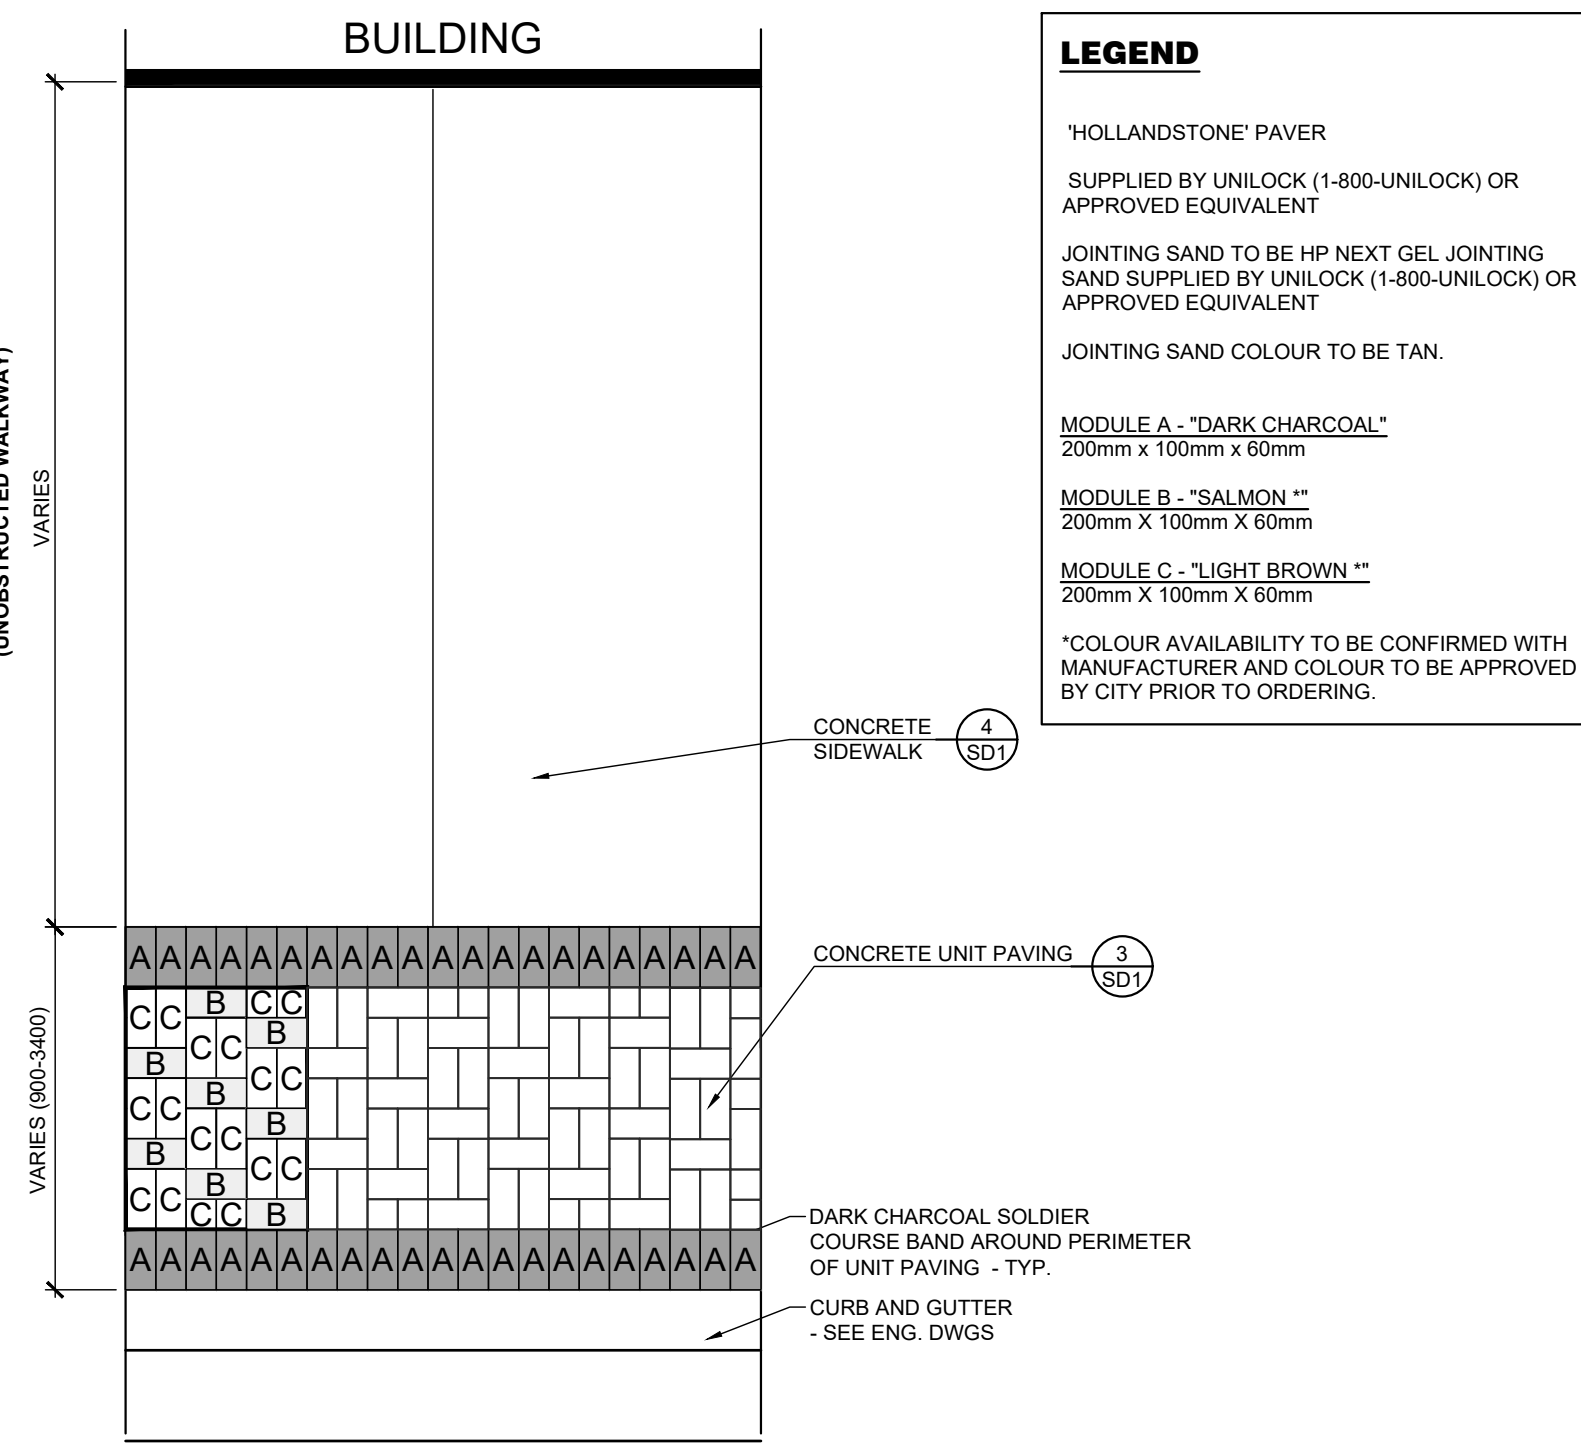 BUILDING
(UNOBSTRUCTED WALKWAY)
VARIES
VARIES (900-3400)
A A A A A A A A A A A A A A A A A A A A A
C C B C C
C C B
B C C
C C B
C C B
B C C
C C B
C C B
A A A A A A A A A A A A A A A A A A A A A
CONCRETE
SIDEWALK
4
SD1
CONCRETE UNIT PAVING
3
SD1
DARK CHARCOAL SOLDIER
COURSE BAND AROUND PERIMETER
OF UNIT PAVING - TYP.
CURB AND GUTTER
- SEE ENG. DWGS
LEGEND
'HOLLANDSTONE' PAVER
SUPPLIED BY UNILOCK (1-800-UNILOCK) OR
APPROVED EQUIVALENT
JOINTING SAND TO BE HP NEXT GEL JOINTING
SAND SUPPLIED BY UNILOCK (1-800-UNILOCK) OR
APPROVED EQUIVALENT
JOINTING SAND COLOUR TO BE TAN.
MODULE A - "DARK CHARCOAL"
200mm x 100mm x 60mm
MODULE B - "SALMON *"
200mm X 100mm X 60mm
MODULE C - "LIGHT BROWN *"
200mm X 100mm X 60mm
*COLOUR AVAILABILITY TO BE CONFIRMED WITH
MANUFACTURER AND COLOUR TO BE APPROVED
BY CITY PRIOR TO ORDERING.